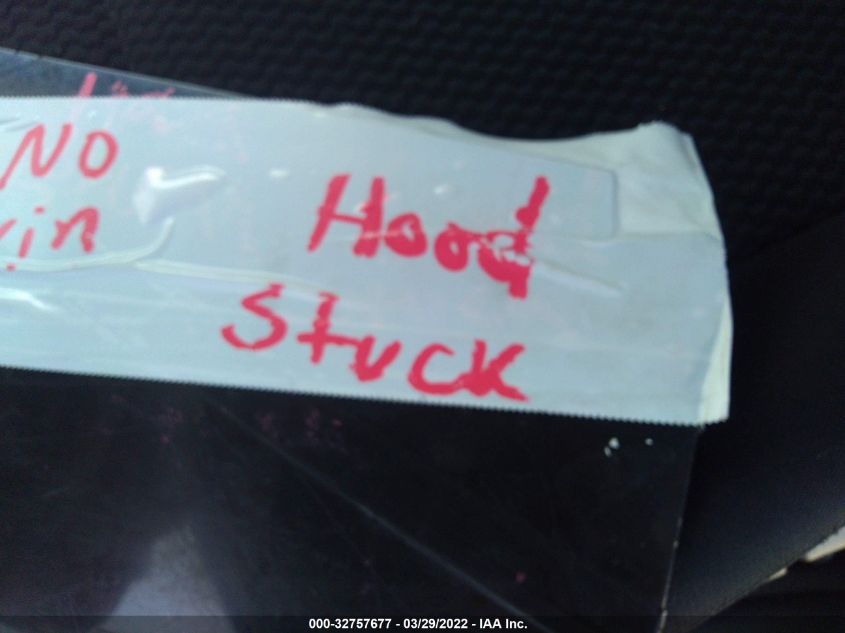 NO
vin
Hood
Stuck
000-32757677 - 03/29/2022 - IAA Inc.